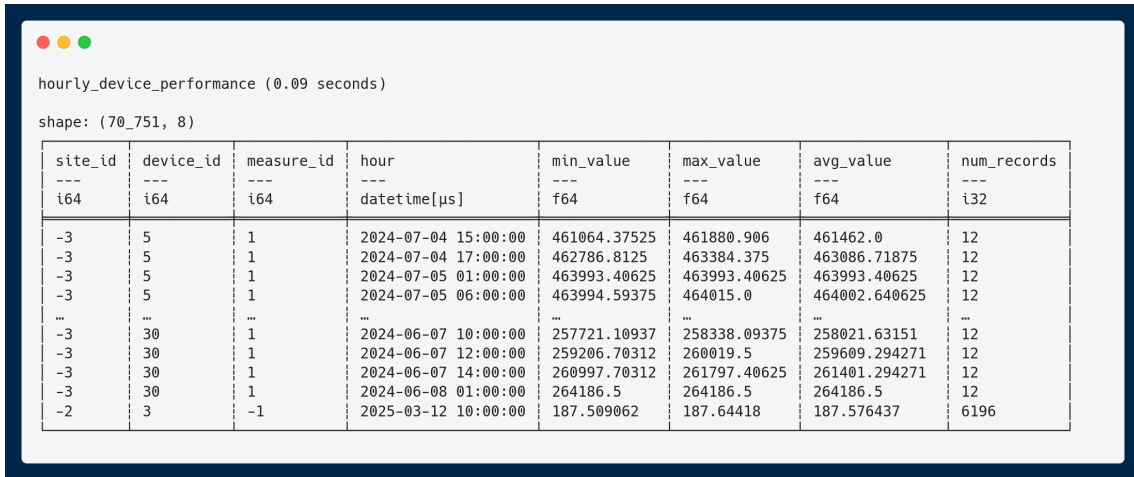 hourly_device_performance (0.09 seconds)
shape: (70_751, 8)
site_id device_id measure_id hour min_value max_value avg_value num_records
--- --- --- --- --- --- --- ---
i64 i64 i64 datetime[μs] f64 f64 f64 i32
-3 5 1 2024-07-04 15:00:00 461064.37525 461880.906 461462.0 12
-3 5 1 2024-07-04 17:00:00 462786.8125 463384.375 463086.71875 12
-3 5 1 2024-07-05 01:00:00 463993.40625 463993.40625 463993.40625 12
-3 5 1 2024-07-05 06:00:00 463994.59375 464015.0 464002.640625 12
… … … … … … … …
-3 30 1 2024-06-07 10:00:00 257721.10937 258338.09375 258021.63151 12
-3 30 1 2024-06-07 12:00:00 259206.70312 260019.5 259609.294271 12
-3 30 1 2024-06-07 14:00:00 260997.70312 261797.40625 261401.294271 12
-3 30 1 2024-06-08 01:00:00 264186.5 264186.5 264186.5 12
-2 3 -1 2025-03-12 10:00:00 187.509062 187.64418 187.576437 6196